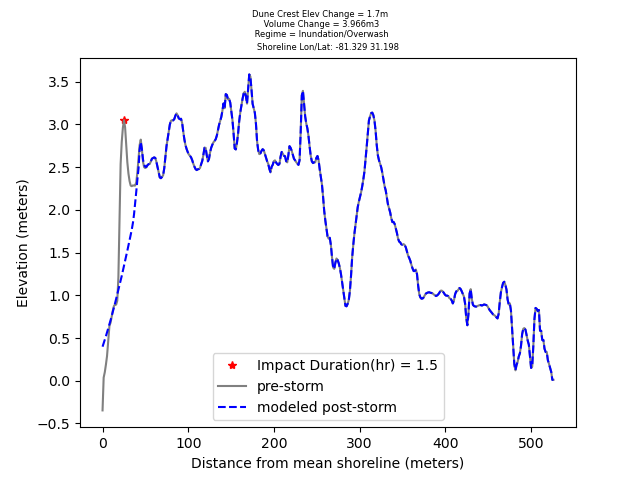 Dune Crest Elev Change = 1.7m
Volume Change = 3.966m3
Regime = Inundation/Overwash
Shoreline Lon/Lat: -81.329 31.198
3.5
3.0
2.5
2.0
1.5
1.0
0.5
0.0
−0.5
Elevation (meters)
Impact Duration(hr) = 1.5
pre-storm
modeled post-storm
0 100 200 300 400 500
Distance from mean shoreline (meters)